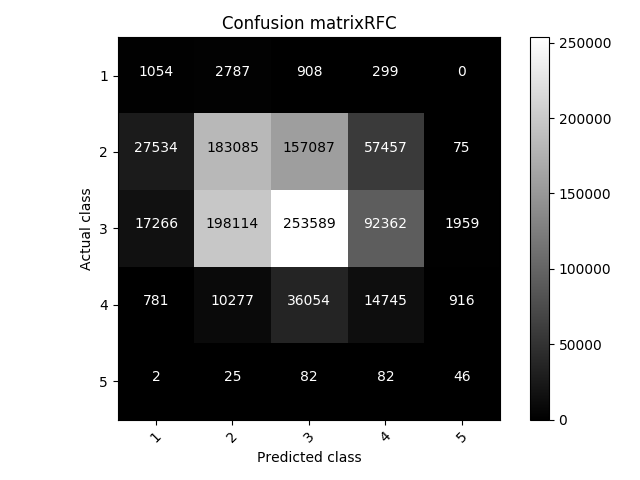 Confusion matrixRFC
1 1054 2787 908 299 0
2 27534 183085 157087 57457 75
3 17266 198114 253589 92362 1959
4 781 10277 36054 14745 916
5 2 25 82 82 46
1 2 3 4 5
Predicted class
Actual class
250000
200000
150000
100000
50000
0